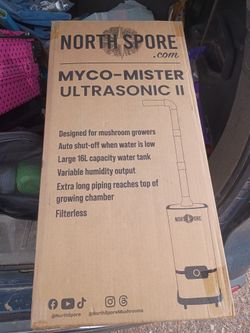 NORTH SPORE
.com
MYCO-MISTER
ULTRASONIC II
Designed for mushroom growers
Auto shut-off when water is low
Large 16L capacity water tank
Variable humidity output
Extra long piping reaches top of
growing chamber
Filterless
NORTH SPORE
@NorthSpore
@NorthSporeMushrooms